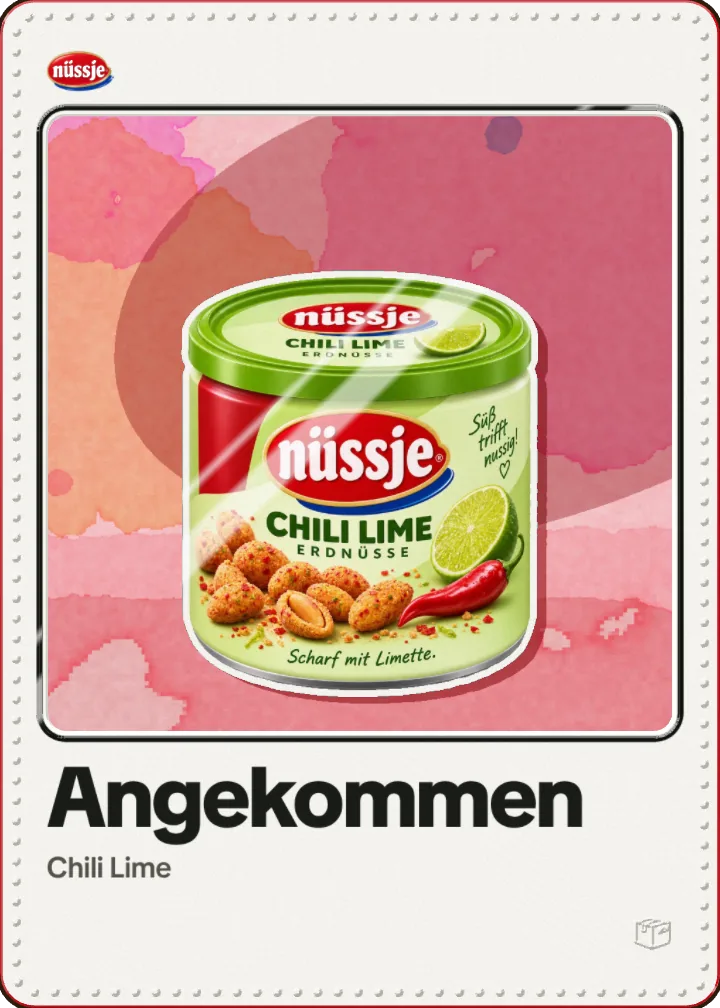 nüssje
nüssje
CHILI LIME
ERDNÜSSE
Süß
trifft
nussig!
nüssje®
CHILI LIME
ERDNÜSSE
Scharf mit Limette.
Angekommen
Chili Lime